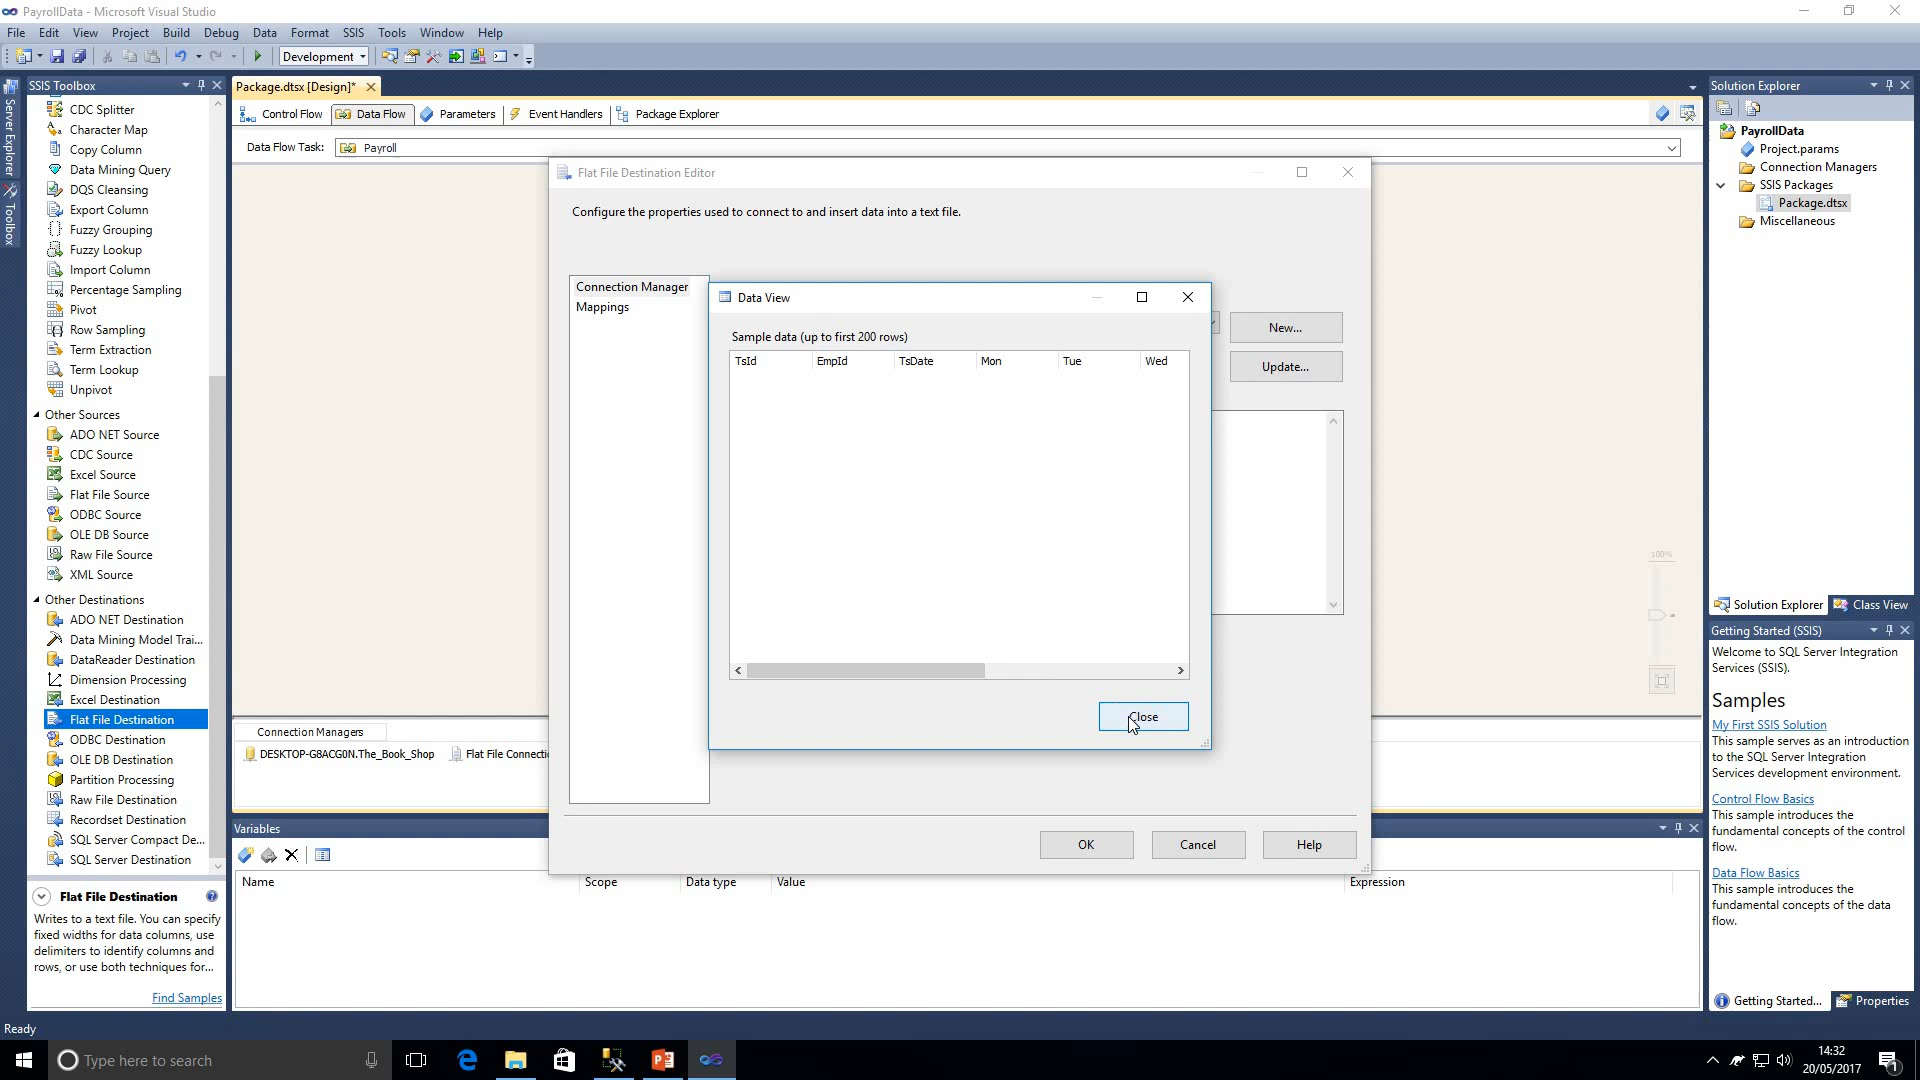 PayrollData - Microsoft Visual Studio
File Edit View Project Build Debug Data Format SSIS Tools Window Help
Development
Server Explorer
Toolbox
SSIS Toolbox
CDC Splitter
Character Map
Copy Column
Data Mining Query
DQS Cleansing
Export Column
Fuzzy Grouping
Fuzzy Lookup
Import Column
Percentage Sampling
Pivot
Row Sampling
Term Extraction
Term Lookup
Unpivot
Other Sources
ADO NET Source
CDC Source
Excel Source
Flat File Source
ODBC Source
OLE DB Source
Raw File Source
XML Source
Other Destinations
ADO NET Destination
Data Mining Model Trai...
DataReader Destination
Dimension Processing
Excel Destination
Flat File Destination
ODBC Destination
OLE DB Destination
Partition Processing
Raw File Destination
Recordset Destination
SQL Server Compact De...
SQL Server Destination
Flat File Destination
Writes to a text file. You can specify
fixed widths for data columns, use
delimiters to identify columns and
rows, or use both techniques for...
Find Samples
Package.dtsx [Design]*
Control Flow Data Flow Parameters Event Handlers Package Explorer
Data Flow Task: Payroll
Flat File Destination Editor
Configure the properties used to connect to and insert data into a text file.
Connection Manager
Mappings
New...
Update...
Data View
Sample data (up to first 200 rows)
TsId EmpId TsDate Mon Tue Wed
Close
OK Cancel Help
100%
Connection Managers
DESKTOP-G8ACG0N.The_Book_Shop Flat File Connectio
Variables
Name Scope Data type Value Expression
Solution Explorer
PayrollData
Project.params
Connection Managers
SSIS Packages
Package.dtsx
Miscellaneous
Solution Explorer Class View
Getting Started (SSIS)
Welcome to SQL Server Integration
Services (SSIS).
Samples
My First SSIS Solution
This sample serves as an introduction
to the SQL Server Integration
Services development environment.
Control Flow Basics
This sample introduces the
fundamental concepts of the control
flow.
Data Flow Basics
This sample introduces the
fundamental concepts of the data
flow.
Getting Started... Properties
Ready
Type here to search
14:32
20/05/2017
1